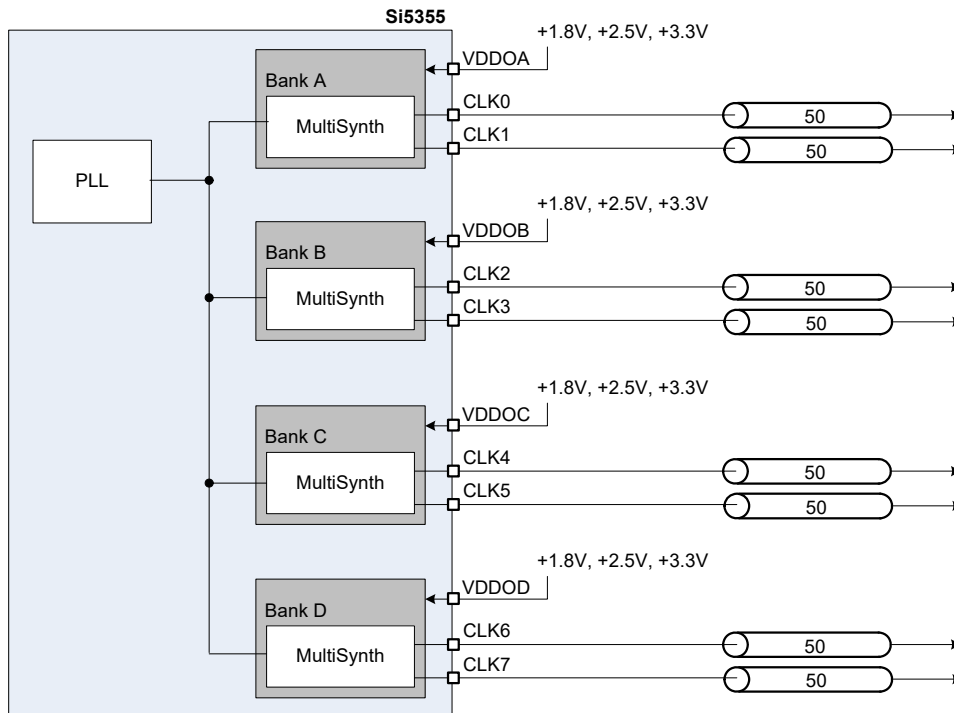 Si5355
+1.8V, +2.5V, +3.3V
VDDOA
Bank A
CLK0
MultiSynth
50
CLK1
50
PLL
+1.8V, +2.5V, +3.3V
VDDOB
Bank B
CLK2
MultiSynth
50
CLK3
50
+1.8V, +2.5V, +3.3V
VDDOC
Bank C
CLK4
MultiSynth
50
CLK5
50
+1.8V, +2.5V, +3.3V
VDDOD
Bank D
CLK6
MultiSynth
50
CLK7
50